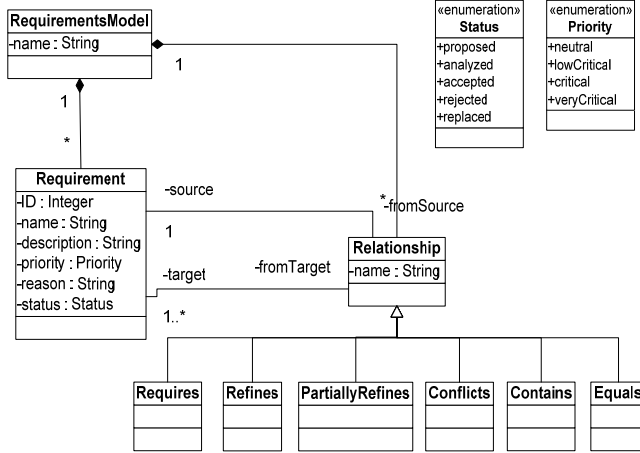 RequirementsModel
-name : String
«enumeration»
Status
+proposed
+analyzed
+accepted
+rejected
+replaced
«enumeration»
Priority
+neutral
+lowCritical
+critical
+veryCritical
1
1
*
Requirement
-ID : Integer
-name : String
-description : String
-priority : Priority
-reason : String
-status : Status
-source
1
-target
1..*
*
-fromSource
-fromTarget
Relationship
-name : String
Requires
Refines
PartiallyRefines
Conflicts
Contains
Equals